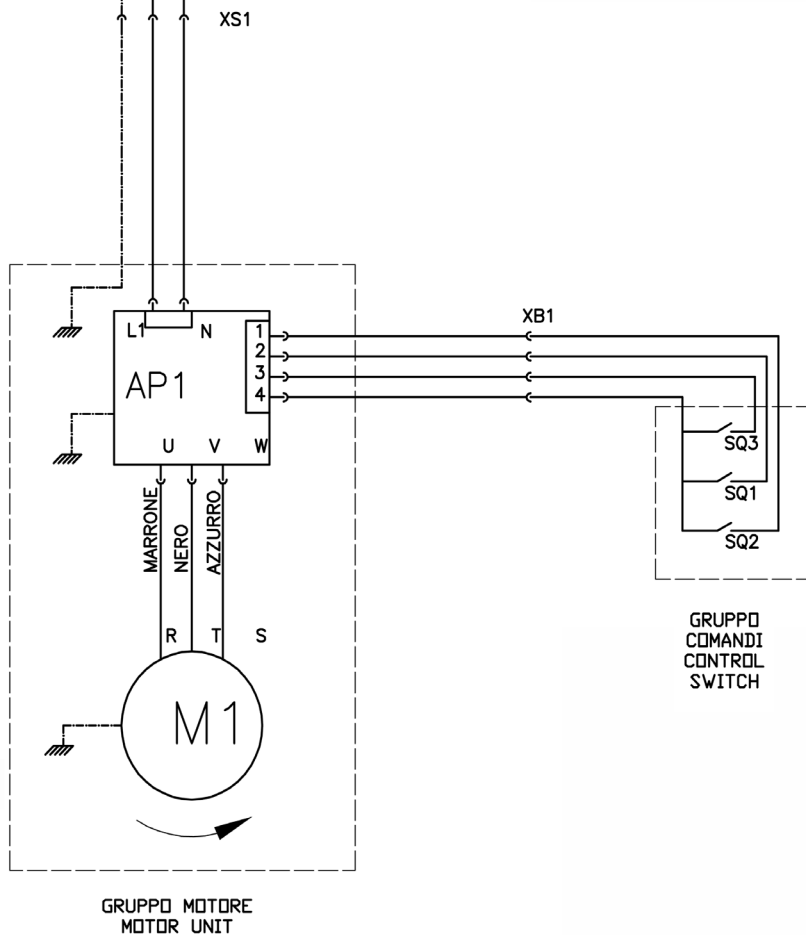 XS1
L1
N
1
2
3
4
AP1
XB1
U
V
W
MARRONE
NERO
AZZURRO
SQ3
SQ1
SQ2
R
T
S
M1
GRUPPO
COMANDI
CONTROL
SWITCH
GRUPPO MOTORE
MOTOR UNIT